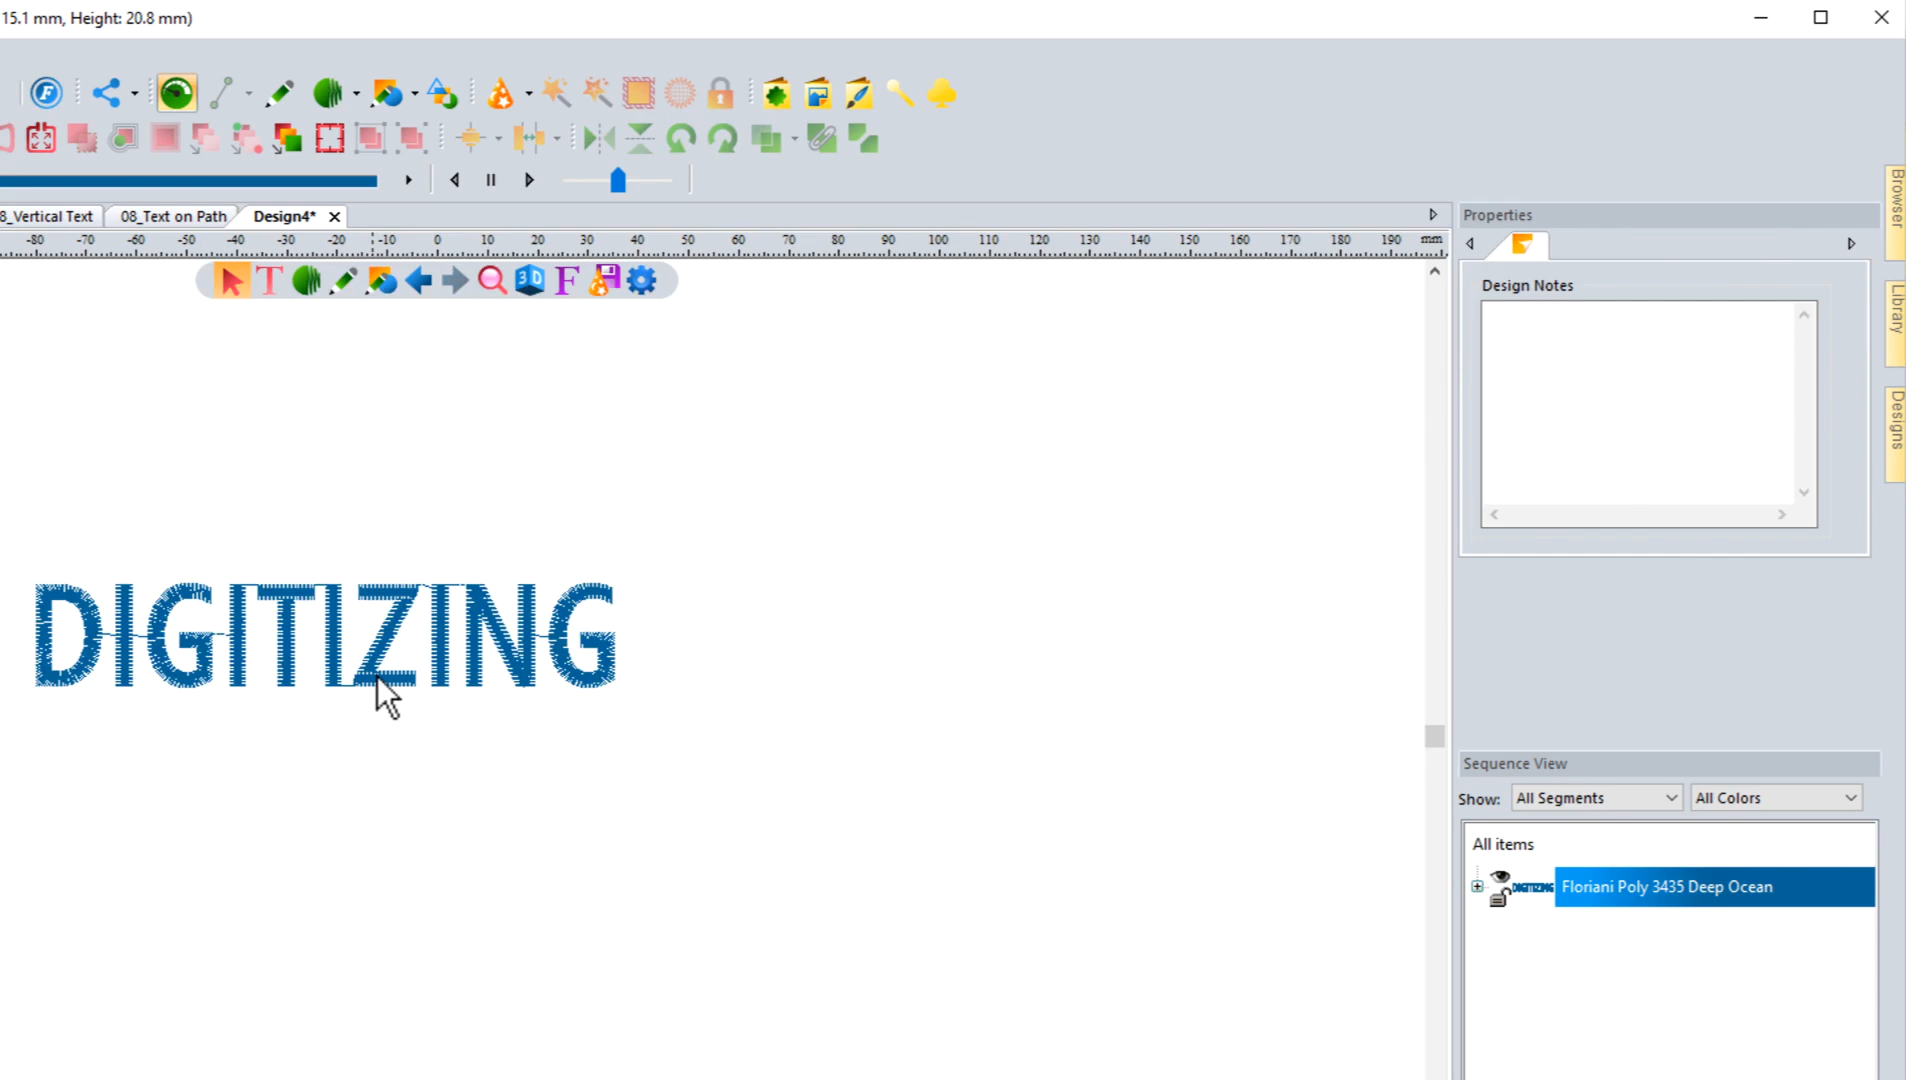 15.1 mm, Height: 20.8 mm)
8_Vertical Text
08_Text on Path
Design4*
-80 -70 -60 -50 -40 -30 -20 -10 0 10 20 30 40 50 60 70 80 90 100 110 120 130 140 150 160 170 180 190 mm
T
3D
F
DIGITIZING
Properties
Design Notes
Browser
Library
Designs
Sequence View
Show: All Segments All Colors
All items
DIGITIZING Floriani Poly 3435 Deep Ocean